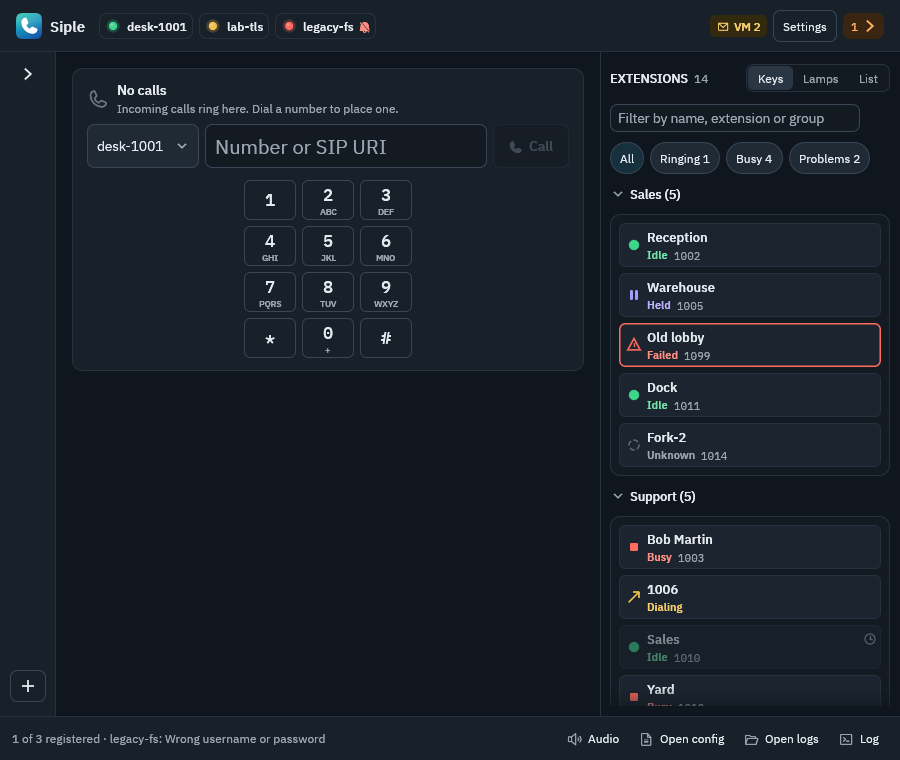 Siple
desk-1001
lab-tls
legacy-fs
VM 2
Settings
1
No calls
Incoming calls ring here. Dial a number to place one.
desk-1001
Number or SIP URI
Call
1
2
ABC
3
DEF
4
GHI
5
JKL
6
MNO
7
PQRS
8
TUV
9
WXYZ
*
0
+
#
EXTENSIONS 14
Keys
Lamps
List
Filter by name, extension or group
All
Ringing 1
Busy 4
Problems 2
Sales (5)
Reception
Idle 1002
Warehouse
Held 1005
Old lobby
Failed 1099
Dock
Idle 1011
Fork-2
Unknown 1014
Support (5)
Bob Martin
Busy 1003
1006
Dialing
Sales
Idle 1010
Yard
1 of 3 registered · legacy-fs: Wrong username or password
Audio
Open config
Open logs
Log